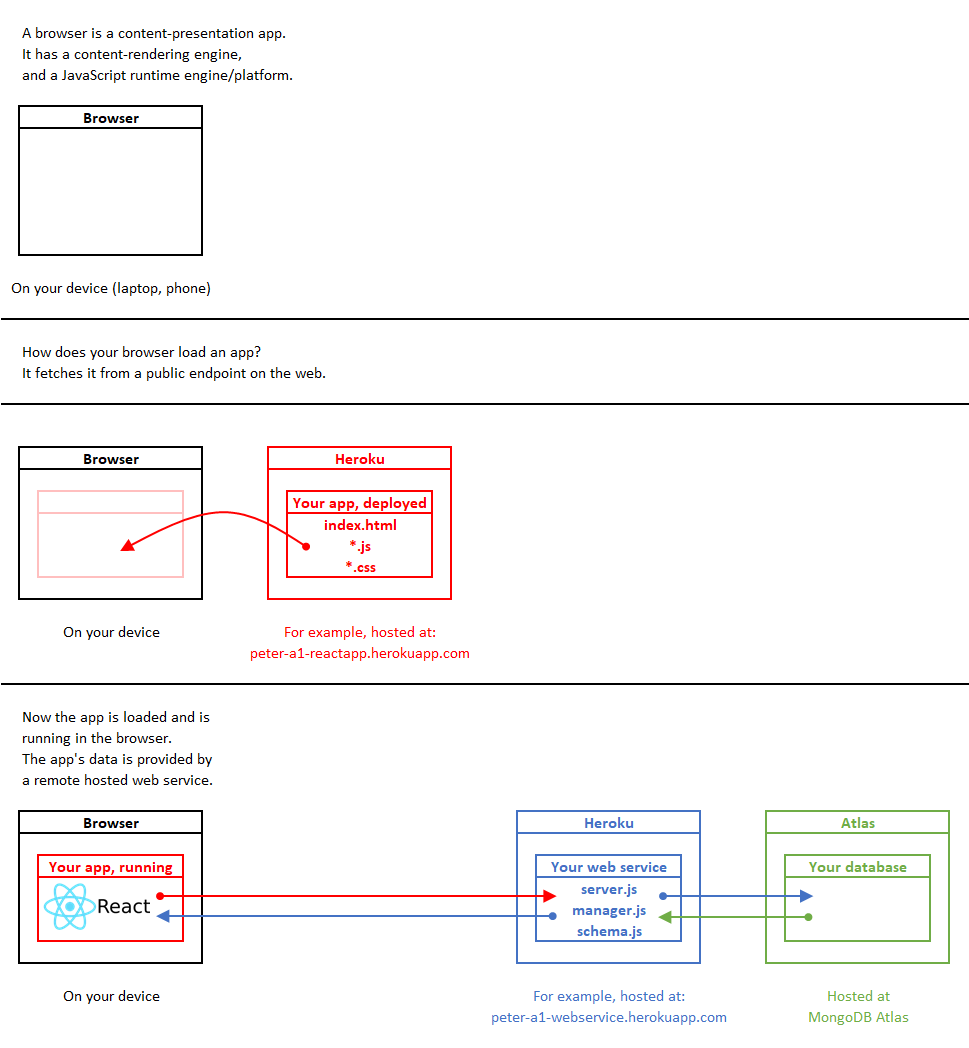 A browser is a content-presentation app.
It has a content-rendering engine,
and a JavaScript runtime engine/platform.
Browser
On your device (laptop, phone)
How does your browser load an app?
It fetches it from a public endpoint on the web.
Browser
Heroku
Your app, deployed
index.html
*.js
*.css
On your device
For example, hosted at:
peter-a1-reactapp.herokuapp.com
Now the app is loaded and is
running in the browser.
The app's data is provided by
a remote hosted web service.
Browser
Heroku
Atlas
Your app, running
Your web service
Your database
React
server.js
manager.js
schema.js
On your device
For example, hosted at:
peter-a1-webservice.herokuapp.com
Hosted at
MongoDB Atlas